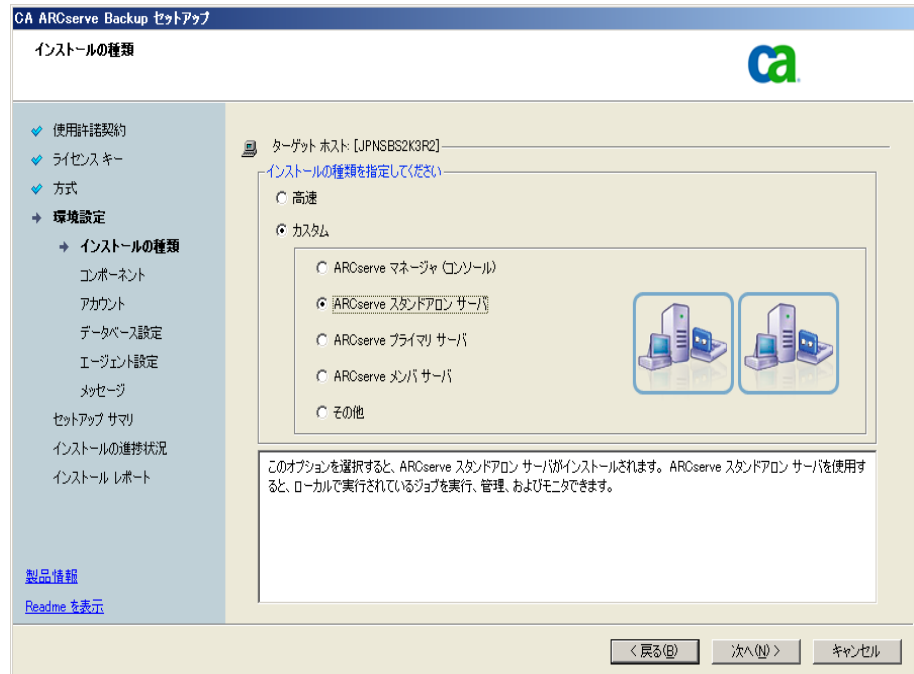 CA ARCserve Backup セットアップ
インストールの種類
ca
使用許諾契約
ライセンス キー
方式
環境設定
インストールの種類
コンポーネント
アカウント
データベース設定
エージェント設定
メッセージ
セットアップ サマリ
インストールの進捗状況
インストール レポート
製品情報
Readme を表示
ターゲット ホスト: [JPNSBS2K3R2]
インストールの種類を指定してください
高速
カスタム
ARCserve マネージャ (コンソール)
ARCserve スタンドアロン サーバ
ARCserve プライマリ サーバ
ARCserve メンバ サーバ
その他
このオプションを選択すると、ARCserve スタンドアロン サーバがインストールされます。 ARCserve スタンドアロン サーバを使用す
ると、ローカルで実行されているジョブを実行、管理、およびモニタできます。
< 戻る(B)
次へ(N) >
キャンセル